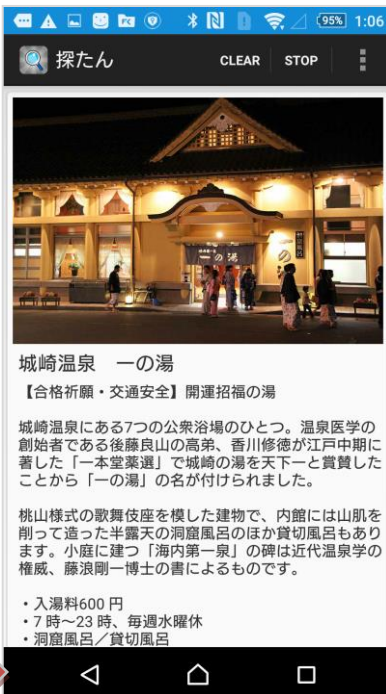 95% 1:06
探たん CLEAR STOP
一の湯
城崎温泉　一の湯
【合格祈願・交通安全】開運招福の湯
城崎温泉にある7つの公衆浴場のひとつ。温泉医学の
創始者である後藤艮山の高弟、香川修徳が江戸中期に
著した「一本堂薬選」で城崎の湯を天下一と賞賛した
ことから「一の湯」の名が付けられました。
桃山様式の歌舞伎座を模した建物で、内館には山肌を
削って造った半露天の洞窟風呂のほか貸切風呂もあり
ます。小庭に建つ「海内第一泉」の碑は近代温泉学の
権威、藤浪剛一博士の書によるものです。
・入湯料600 円
・7 時～23 時、毎週水曜休
・洞窟風呂／貸切風呂